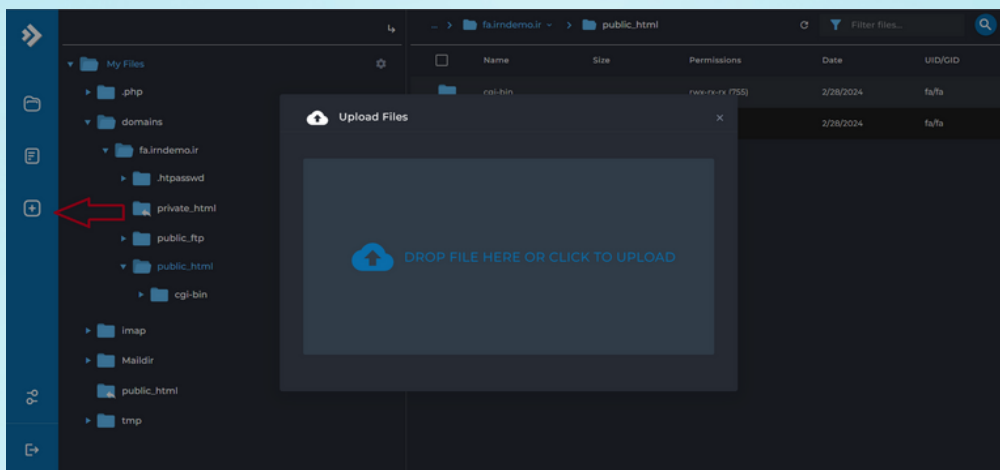 ... > fa.irndemo.ir > public_html Filter files...
My Files
Name Size Permissions Date UID/GID
.php
cgi-bin rwx-rx-rx (755) 2/28/2024 fa/fa
domains
Upload Files
2/28/2024 fa/fa
fa.irndemo.ir
.htpasswd
private_html
public_ftp
DROP FILE HERE OR CLICK TO UPLOAD
public_html
cgi-bin
imap
Maildir
public_html
tmp